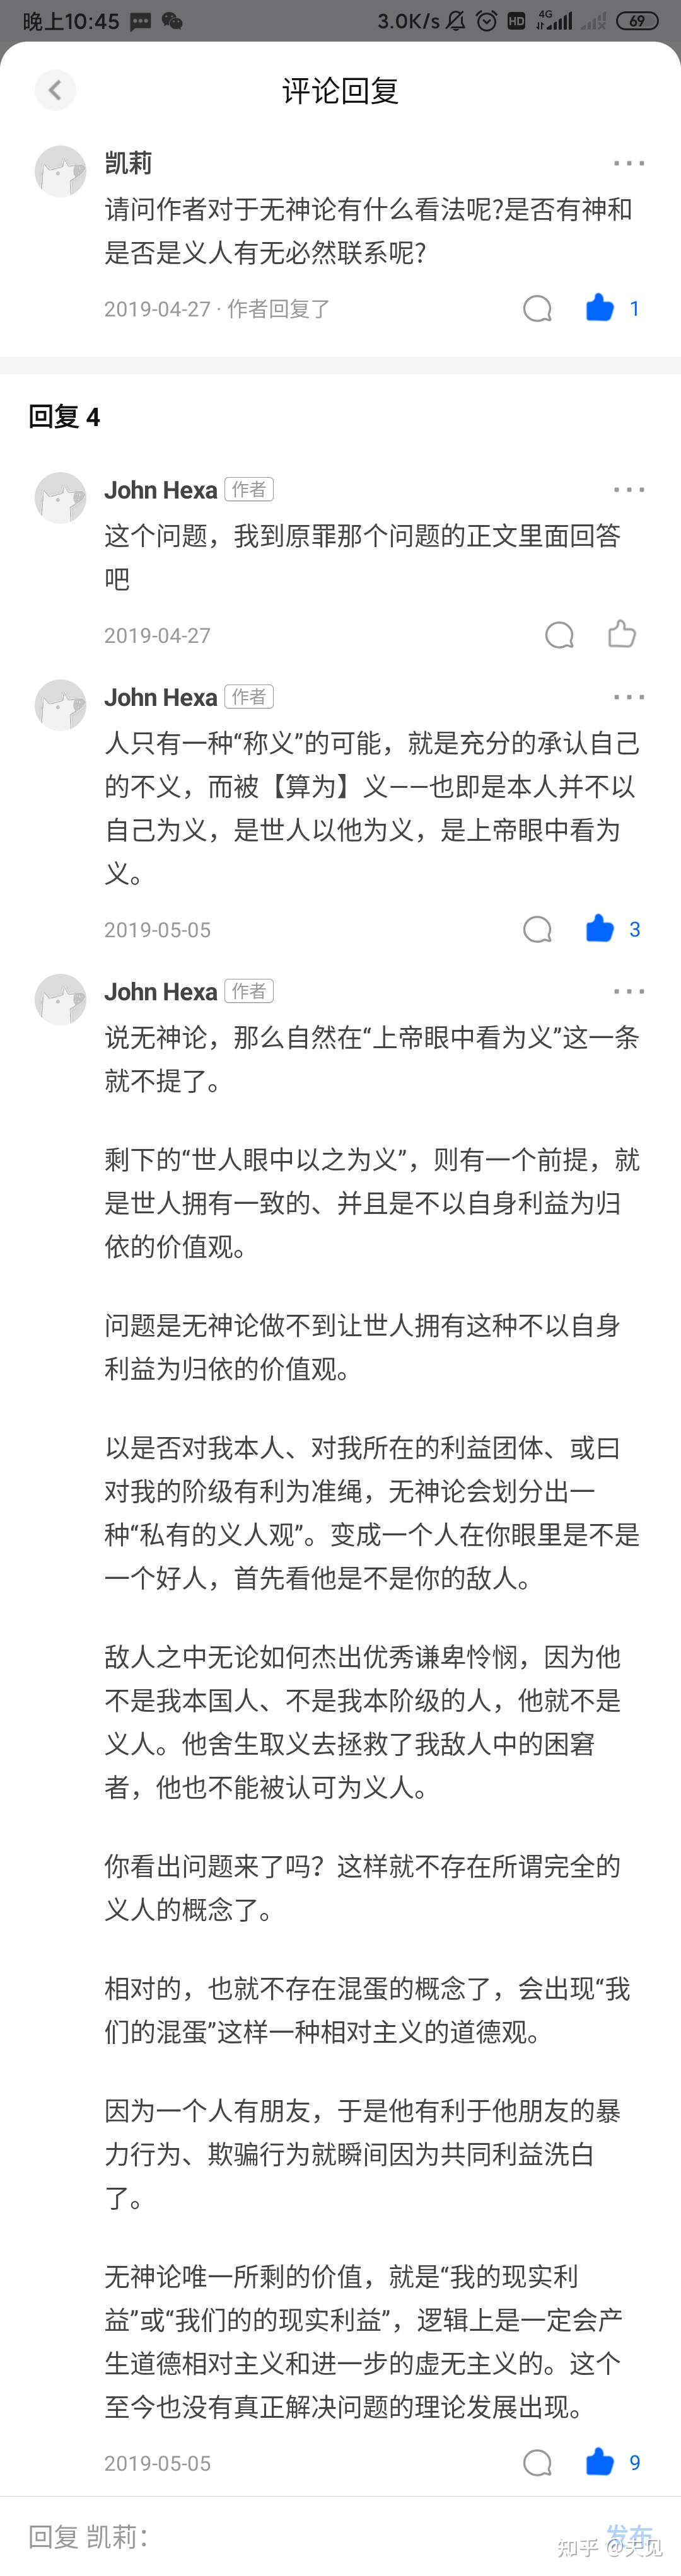 晚上10:45
3.0K/s
HD
4G
69
评论回复
凯莉
请问作者对于无神论有什么看法呢?是否有神和
是否是义人有无必然联系呢?
2019-04-27 · 作者回复了
1
回复 4
John Hexa 作者
这个问题，我到原罪那个问题的正文里面回答
吧
2019-04-27
John Hexa 作者
人只有一种“称义”的可能，就是充分的承认自己
的不义，而被【算为】义——也即是本人并不以
自己为义，是世人以他为义，是上帝眼中看为
义。
2019-05-05
3
John Hexa 作者
说无神论，那么自然在“上帝眼中看为义”这一条
就不提了。
剩下的“世人眼中以之为义”，则有一个前提，就
是世人拥有一致的、并且是不以自身利益为归
依的价值观。
问题是无神论做不到让世人拥有这种不以自身
利益为归依的价值观。
以是否对我本人、对我所在的利益团体、或曰
对我的阶级有利为准绳，无神论会划分出一
种“私有的义人观”。变成一个人在你眼里是不是
一个好人，首先看他是不是你的敌人。
敌人之中无论如何杰出优秀谦卑怜悯，因为他
不是我本国人、不是我本阶级的人，他就不是
义人。他舍生取义去拯救了我敌人中的困窘
者，他也不能被认可为义人。
你看出问题来了吗？这样就不存在所谓完全的
义人的概念了。
相对的，也就不存在混蛋的概念了，会出现“我
们的混蛋”这样一种相对主义的道德观。
因为一个人有朋友，于是他有利于他朋友的暴
力行为、欺骗行为就瞬间因为共同利益洗白
了。
无神论唯一所剩的价值，就是“我的现实利
益”或“我们的的现实利益”，逻辑上是一定会产
生道德相对主义和进一步的虚无主义的。这个
至今也没有真正解决问题的理论发展出现。
2019-05-05
9
回复 凯莉：
发布
知乎 @天见